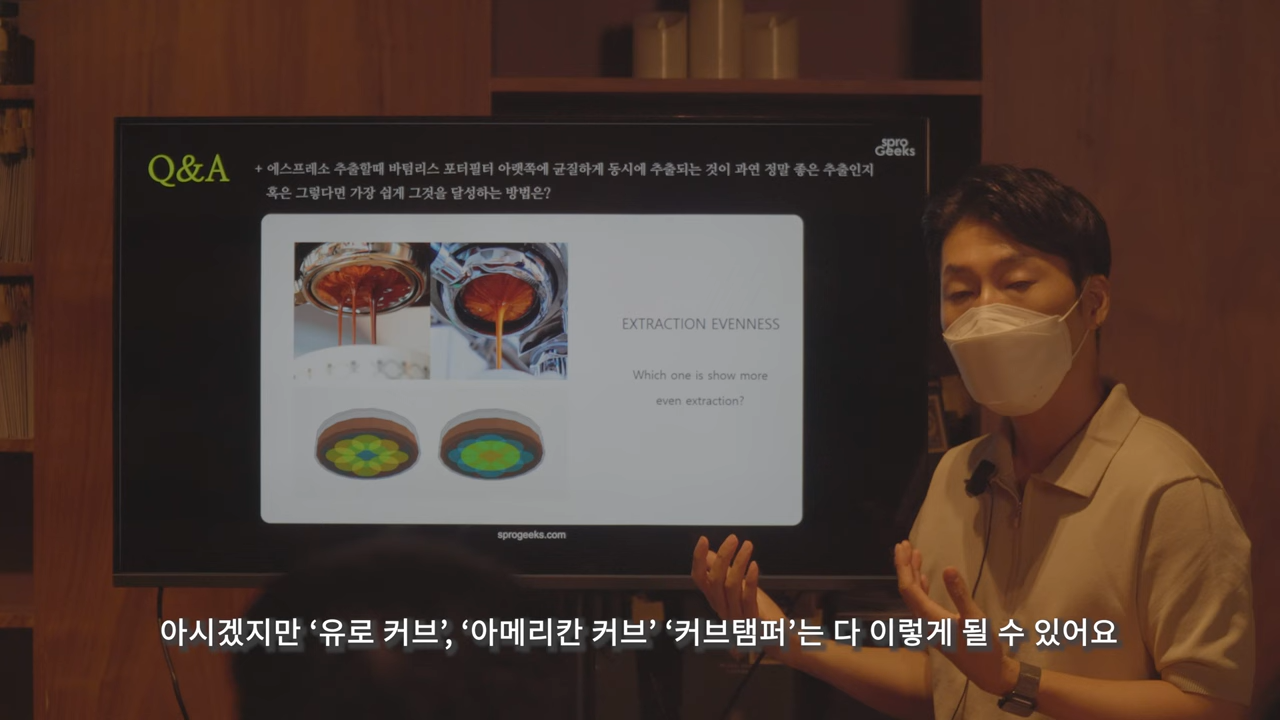 Q&A
+ 에스프레소 추출할때 바텀리스 포터필터 아랫쪽에 균질하게 동시에 추출되는 것이 과연 정말 좋은 추출인지
혹은 그렇다면 가장 쉽게 그것을 달성하는 방법은?
spro
Geeks
EXTRACTION EVENNESS
Which one is show more
even extraction?
sprogeeks.com
아시겠지만 ‘유로 커브’, ‘아메리칸 커브’ ‘커브탬퍼’는 다 이렇게 될 수 있어요